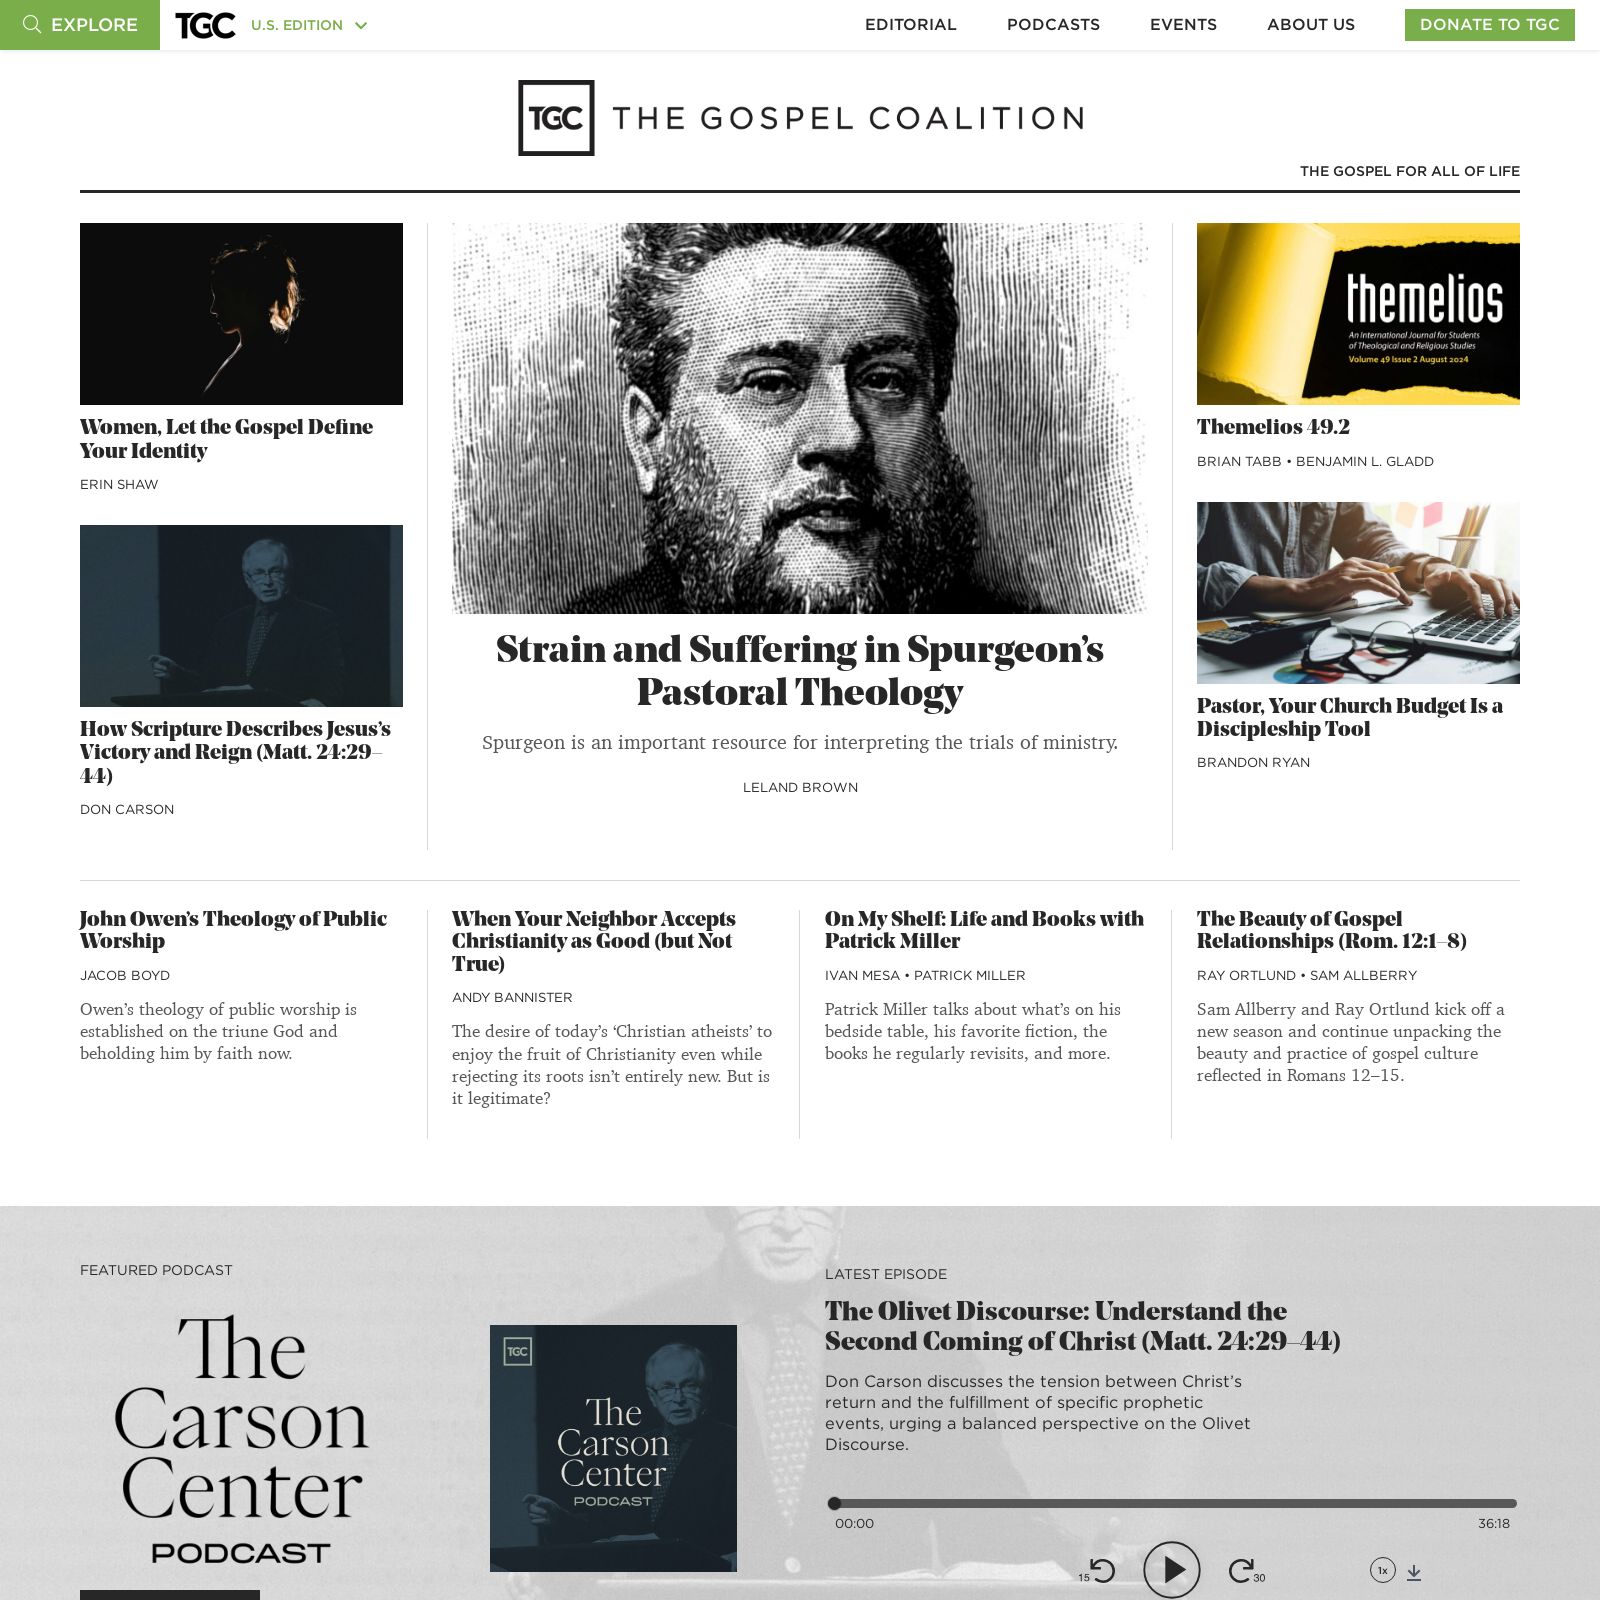 EXPLORE
TGC
U.S. EDITION
EDITORIAL
PODCASTS
EVENTS
ABOUT US
DONATE TO TGC
TGC
THE GOSPEL COALITION
THE GOSPEL FOR ALL OF LIFE
Women, Let the Gospel Define
Your Identity
ERIN SHAW
How Scripture Describes Jesus’s
Victory and Reign (Matt. 24:29–
44)
DON CARSON
Strain and Suffering in Spurgeon’s
Pastoral Theology
Spurgeon is an important resource for interpreting the trials of ministry.
LELAND BROWN
themelios
An International Journal for Students
of Theological and Religious Studies
Volume 49 Issue 2 August 2024
Themelios 49.2
BRIAN TABB • BENJAMIN L. GLADD
Pastor, Your Church Budget Is a
Discipleship Tool
BRANDON RYAN
John Owen’s Theology of Public
Worship
JACOB BOYD
Owen’s theology of public worship is
established on the triune God and
beholding him by faith now.
When Your Neighbor Accepts
Christianity as Good (but Not
True)
ANDY BANNISTER
The desire of today’s ‘Christian atheists’ to
enjoy the fruit of Christianity even while
rejecting its roots isn’t entirely new. But is
it legitimate?
On My Shelf: Life and Books with
Patrick Miller
IVAN MESA • PATRICK MILLER
Patrick Miller talks about what’s on his
bedside table, his favorite fiction, the
books he regularly revisits, and more.
The Beauty of Gospel
Relationships (Rom. 12:1–8)
RAY ORTLUND • SAM ALLBERRY
Sam Allberry and Ray Ortlund kick off a
new season and continue unpacking the
beauty and practice of gospel culture
reflected in Romans 12–15.
FEATURED PODCAST
The
Carson
Center
PODCAST
TGC
The
Carson
Center
PODCAST
LATEST EPISODE
The Olivet Discourse: Understand the
Second Coming of Christ (Matt. 24:29–44)
Don Carson discusses the tension between Christ’s
return and the fulfillment of specific prophetic
events, urging a balanced perspective on the Olivet
Discourse.
00:00
36:18
15
30
1x